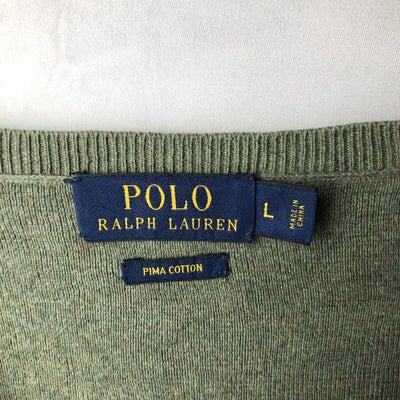 POLO
RALPH LAUREN
L
MADE IN
CHINA
PIMA COTTON